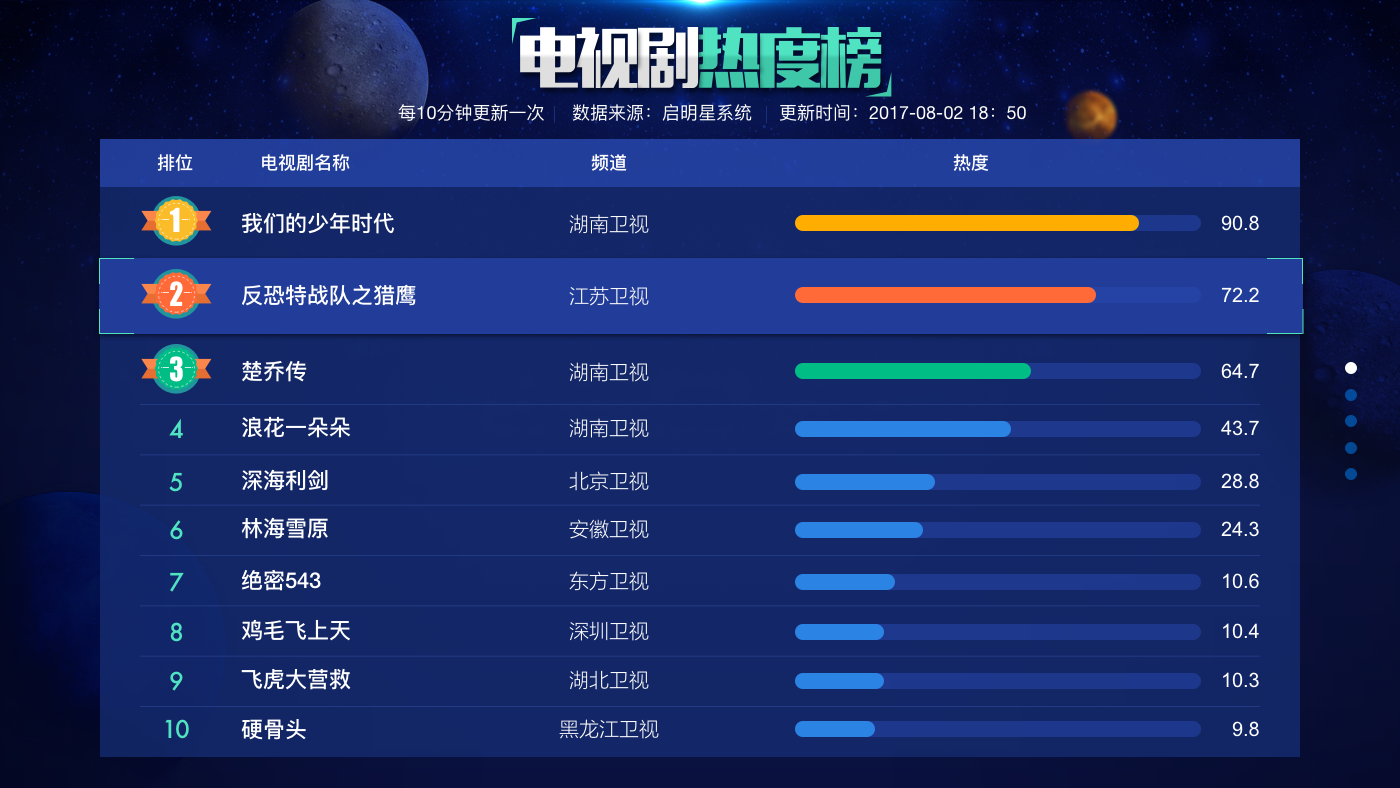 电视剧热度榜
每10分钟更新一次 数据来源：启明星系统 更新时间：2017-08-02 18：50
排位 电视剧名称 频道 热度
1 我们的少年时代 湖南卫视 90.8
2 反恐特战队之猎鹰 江苏卫视 72.2
3 楚乔传 湖南卫视 64.7
4 浪花一朵朵 湖南卫视 43.7
5 深海利剑 北京卫视 28.8
6 林海雪原 安徽卫视 24.3
7 绝密543 东方卫视 10.6
8 鸡毛飞上天 深圳卫视 10.4
9 飞虎大营救 湖北卫视 10.3
10 硬骨头 黑龙江卫视 9.8